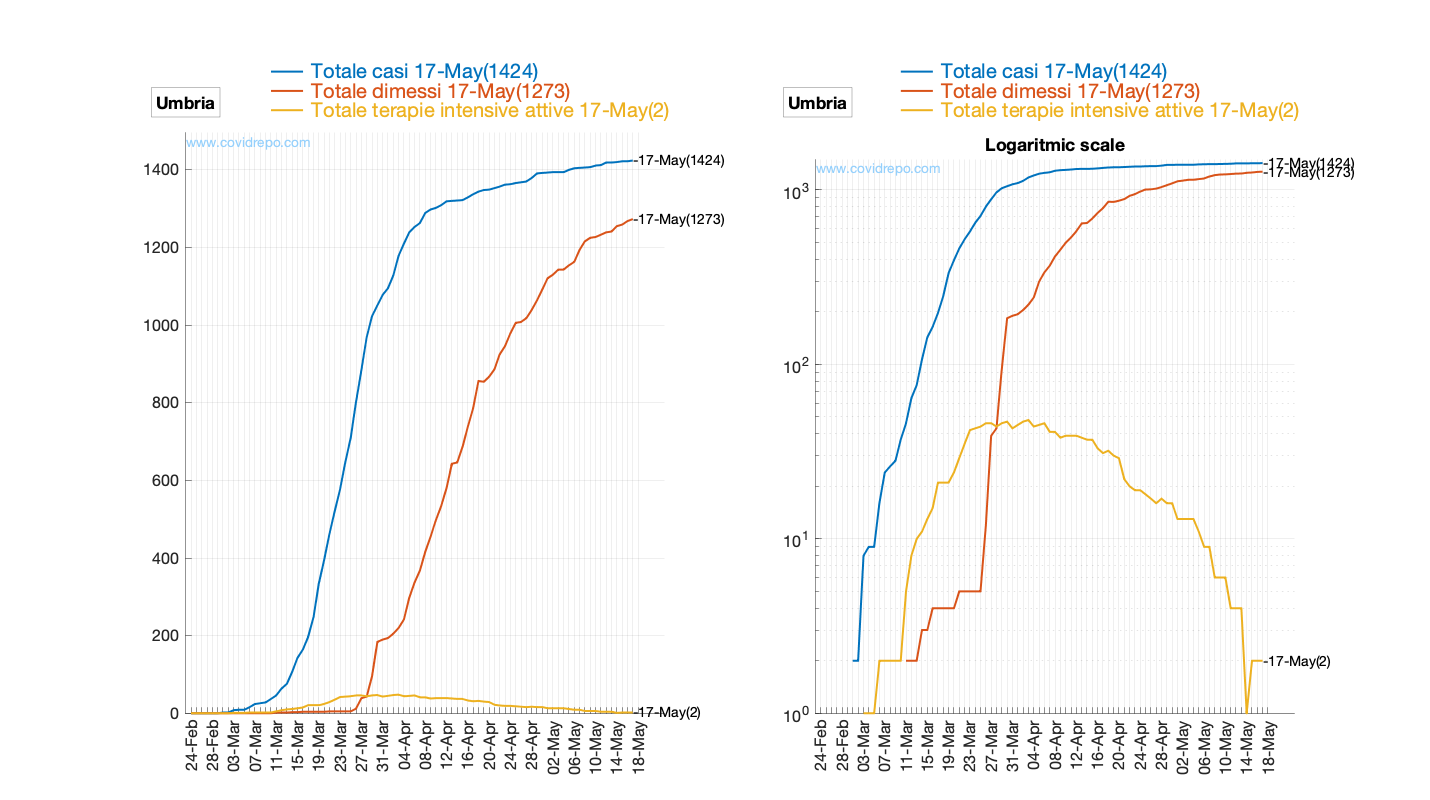 Totale casi 17-May(1424)
Totale dimessi 17-May(1273)
Totale terapie intensive attive 17-May(2)
Umbria
www.covidrepo.com
1400
1200
1000
800
600
400
200
0
-17-May(1424)
-17-May(1273)
-17-May(2)
24-Feb
28-Feb
03-Mar
07-Mar
11-Mar
15-Mar
19-Mar
23-Mar
27-Mar
31-Mar
04-Apr
08-Apr
12-Apr
16-Apr
20-Apr
24-Apr
28-Apr
02-May
06-May
10-May
14-May
18-May
Totale casi 17-May(1424)
Totale dimessi 17-May(1273)
Totale terapie intensive attive 17-May(2)
Umbria
Logaritmic scale
www.covidrepo.com
10^3
10^2
10^1
10^0
-17-May(1424)
-17-May(1273)
-17-May(2)
24-Feb
28-Feb
03-Mar
07-Mar
11-Mar
15-Mar
19-Mar
23-Mar
27-Mar
31-Mar
04-Apr
08-Apr
12-Apr
16-Apr
20-Apr
24-Apr
28-Apr
02-May
06-May
10-May
14-May
18-May